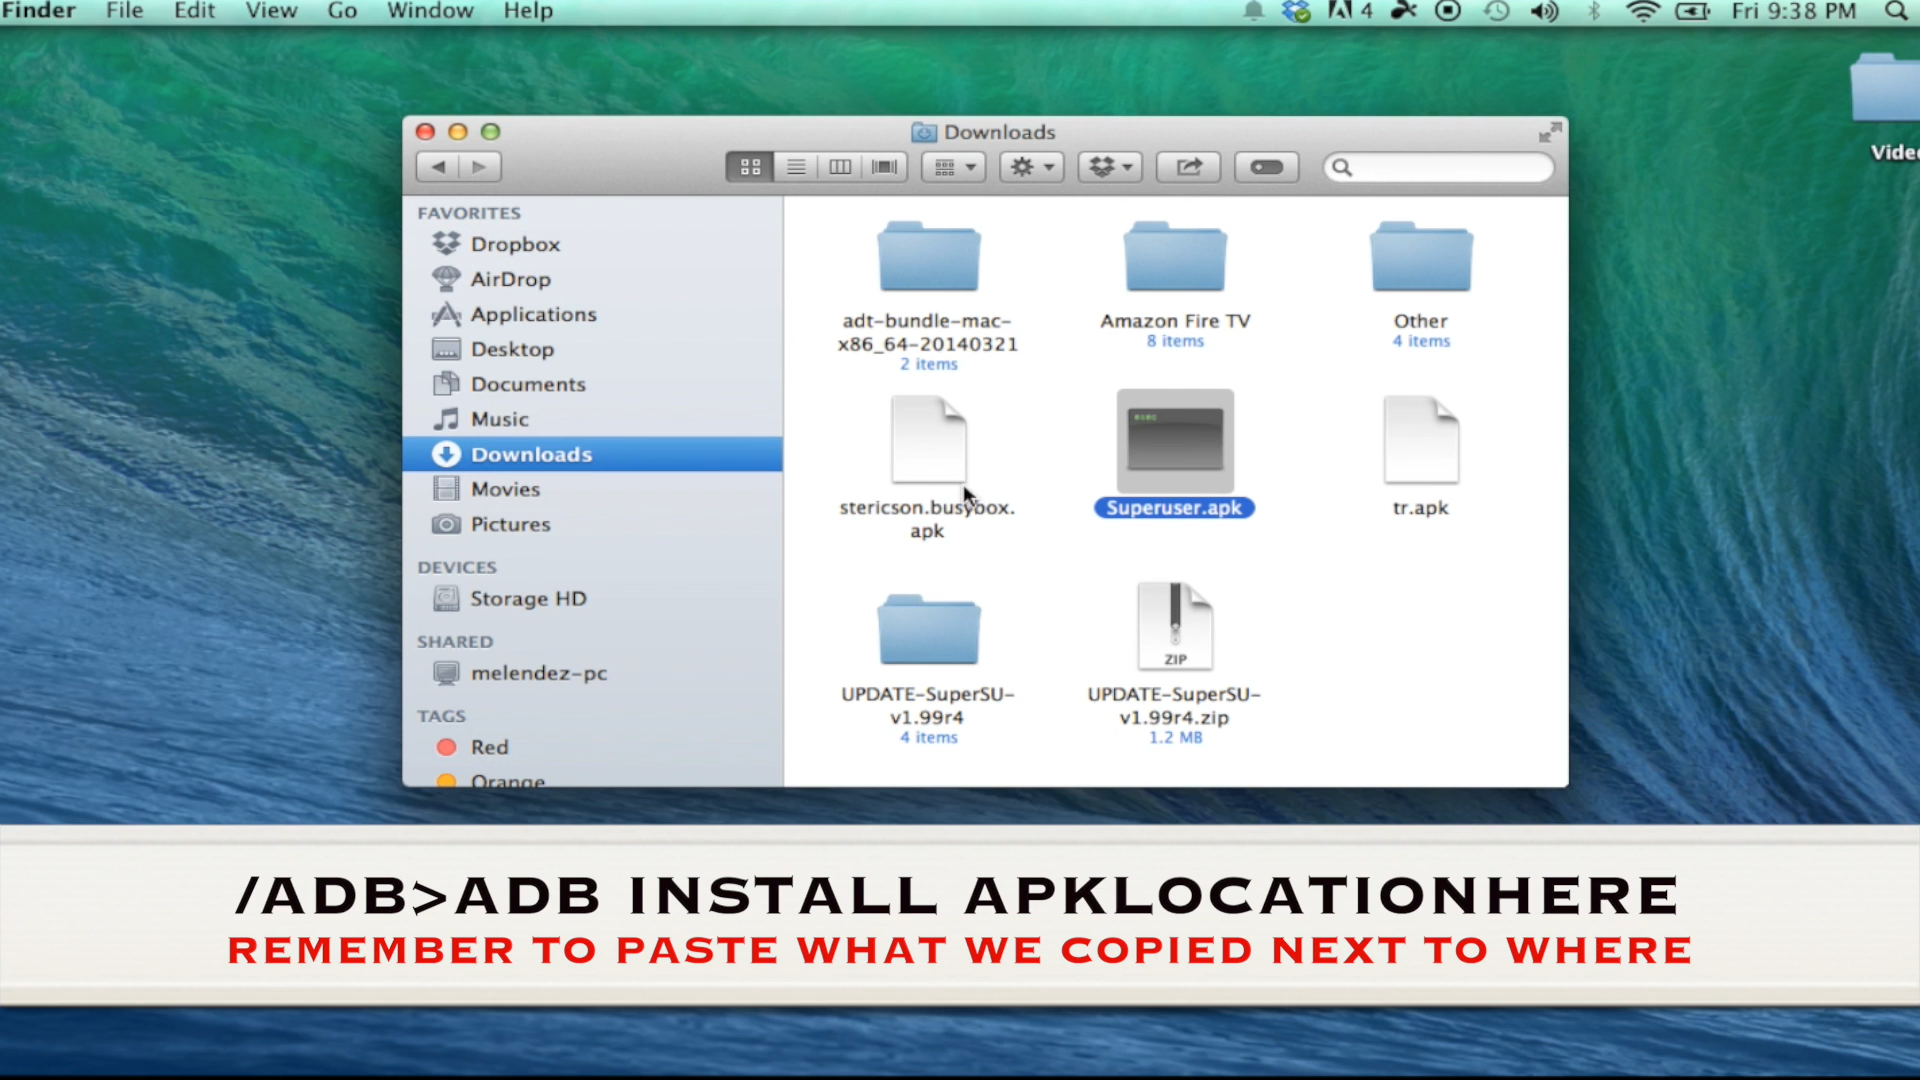 Finder File Edit View Go Window Help 4 Fri 9:38 PM
Video
Downloads
FAVORITES
Dropbox
AirDrop
Applications
Desktop
Documents
Music
Downloads
Movies
Pictures
DEVICES
Storage HD
SHARED
melendez-pc
TAGS
Red
Orange
adt-bundle-mac-
x86_64-20140321
2 items
Amazon Fire TV
8 items
Other
4 items
stericson.busybox.
apk
Superuser.apk
tr.apk
UPDATE-SuperSU-
v1.99r4
4 items
ZIP
UPDATE-SuperSU-
v1.99r4.zip
1.2 MB
/ADB>ADB INSTALL APKLOCATIONHERE
REMEMBER TO PASTE WHAT WE COPIED NEXT TO WHERE